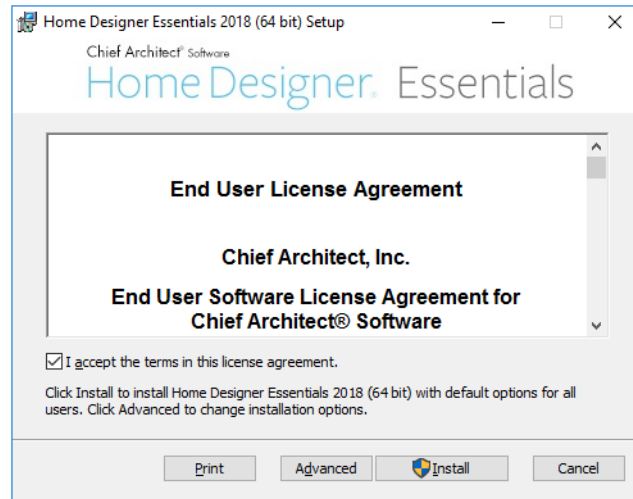 Home Designer Essentials 2018 (64 bit) Setup
Chief Architect® Software
Home Designer® Essentials
End User License Agreement
Chief Architect, Inc.
End User Software License Agreement for
Chief Architect® Software
I accept the terms in this license agreement.
Click Install to install Home Designer Essentials 2018 (64 bit) with default options for all
users. Click Advanced to change installation options.
Print Advanced Install Cancel